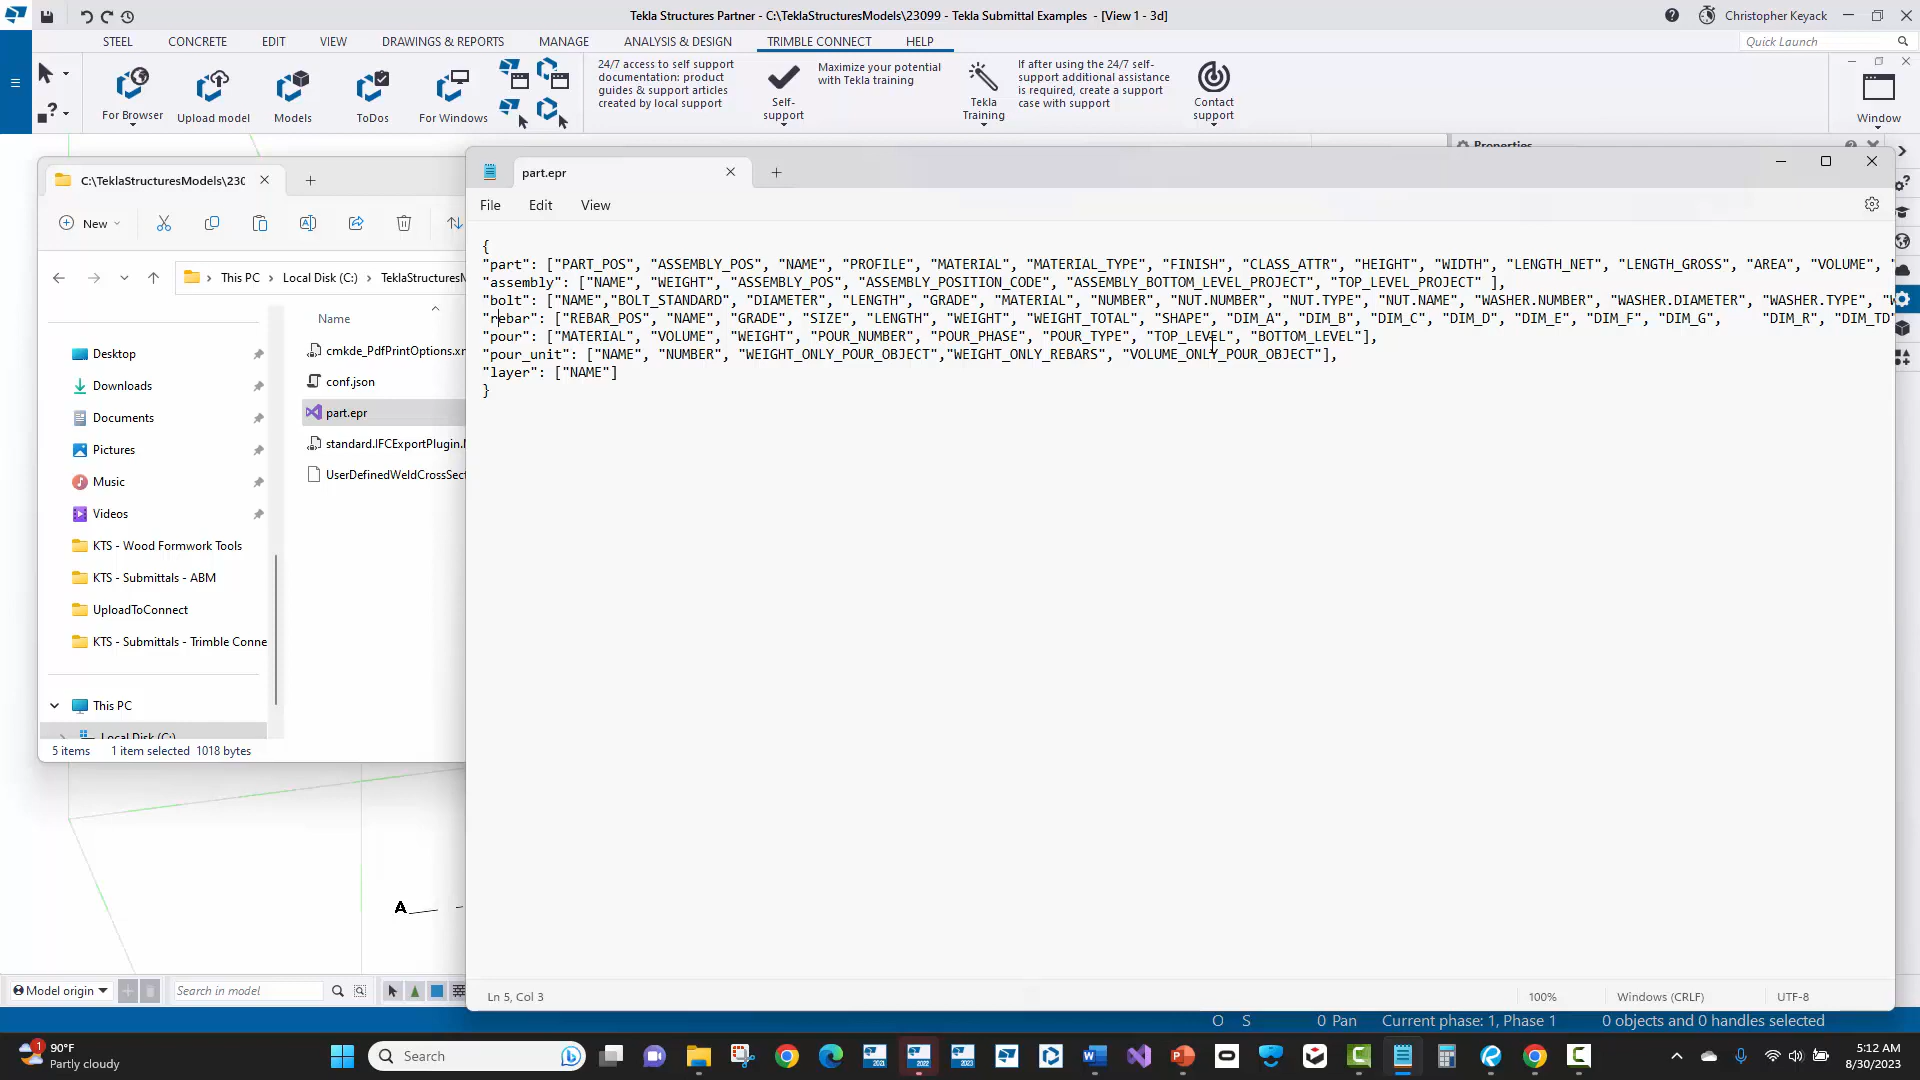 Tekla Structures Partner - C:\TeklaStructuresModels\23099 - Tekla Submittal Examples - [View 1 - 3d]
Christopher Keyack
STEEL CONCRETE EDIT VIEW DRAWINGS & REPORTS MANAGE ANALYSIS & DESIGN TRIMBLE CONNECT HELP
Quick Launch
For Browser
Upload model
Models
ToDos
For Windows
24/7 access to self support
documentation: product
guides & support articles
created by local support
Self-
support
Maximize your potential
with Tekla training
Tekla
Training
If after using the 24/7 self-
support additional assistance
is required, create a support
case with support
Contact
support
Window
Properties
C:\TeklaStructuresModels\230
New
This PC > Local Disk (C:) > TeklaStructuresM
Name
Desktop
Downloads
Documents
Pictures
Music
Videos
KTS - Wood Formwork Tools
KTS - Submittals - ABM
UploadToConnect
KTS - Submittals - Trimble Conne
This PC
Local Disk (C:)
cmkde_PdfPrintOptions.xm
conf.json
part.epr
standard.IFCExportPlugin.
UserDefinedWeldCrossSect
5 items 1 item selected 1018 bytes
part.epr
File Edit View
{
"part": ["PART_POS", "ASSEMBLY_POS", "NAME", "PROFILE", "MATERIAL", "MATERIAL_TYPE", "FINISH", "CLASS_ATTR", "HEIGHT", "WIDTH", "LENGTH_NET", "LENGTH_GROSS", "AREA", "VOLUME", "
"assembly": ["NAME", "WEIGHT", "ASSEMBLY_POS", "ASSEMBLY_POSITION_CODE", "ASSEMBLY_BOTTOM_LEVEL_PROJECT", "TOP_LEVEL_PROJECT" ],
"bolt": ["NAME","BOLT_STANDARD", "DIAMETER", "LENGTH", "GRADE", "MATERIAL", "NUMBER", "NUT.NUMBER", "NUT.TYPE", "NUT.NAME", "WASHER.NUMBER", "WASHER.DIAMETER", "WASHER.TYPE", "W
"rebar": ["REBAR_POS", "NAME", "GRADE", "SIZE", "LENGTH", "WEIGHT", "WEIGHT_TOTAL", "SHAPE", "DIM_A", "DIM_B", "DIM_C", "DIM_D", "DIM_E", "DIM_F", "DIM_G", "DIM_R", "DIM_TD"
"pour": ["MATERIAL", "VOLUME", "WEIGHT", "POUR_NUMBER", "POUR_PHASE", "POUR_TYPE", "TOP_LEVEL", "BOTTOM_LEVEL"],
"pour_unit": ["NAME", "NUMBER", "WEIGHT_ONLY_POUR_OBJECT","WEIGHT_ONLY_REBARS", "VOLUME_ONLY_POUR_OBJECT"],
"layer": ["NAME"]
}
Ln 5, Col 3
100% Windows (CRLF) UTF-8
A
Model origin
Search in model
O S 0 Pan Current phase: 1, Phase 1 0 objects and 0 handles selected
1
90°F
Partly cloudy
Search
2021 2022 2023
5:12 AM
8/30/2023